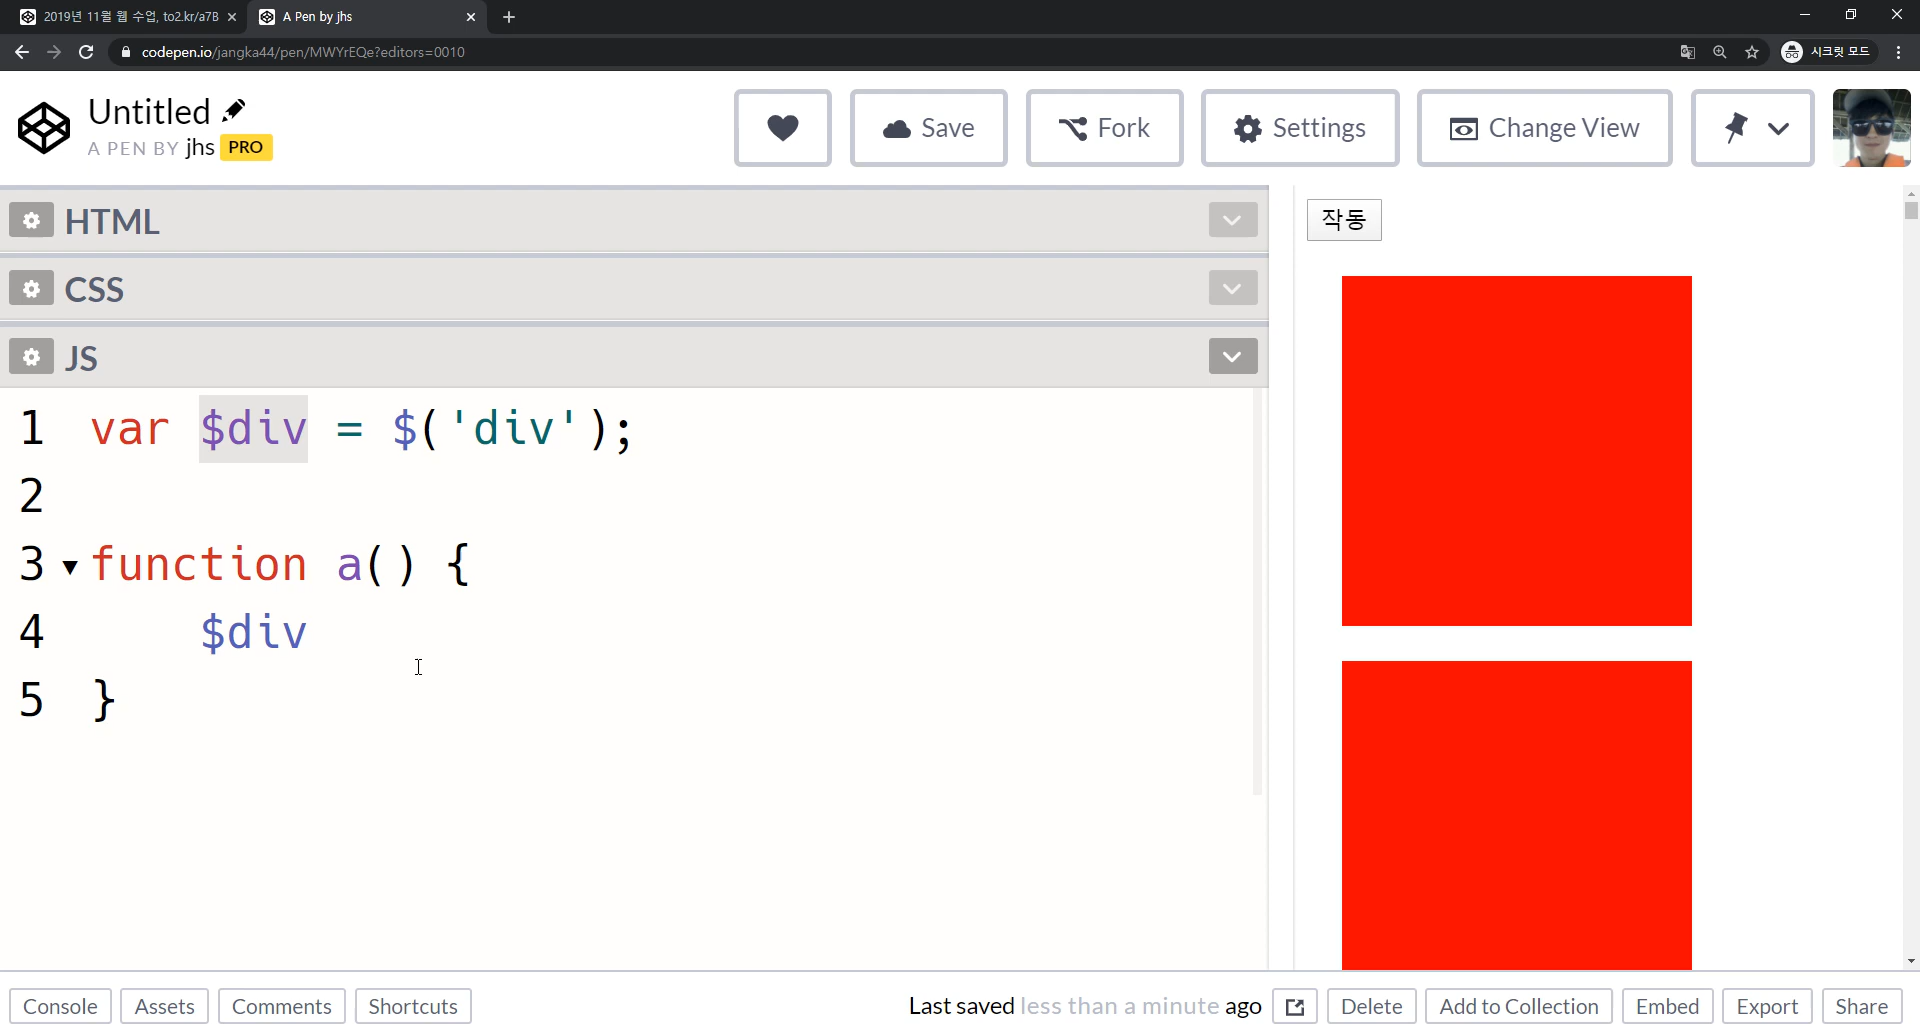 2019년 11월 웹 수업, to2.kr/a7B
A Pen by jhs
codepen.io/jangka44/pen/MWYrEQe?editors=0010
시크릿 모드
Untitled
A PEN BY jhs PRO
Save
Fork
Settings
Change View
HTML
CSS
JS
1 var $div = $('div');
2
3 function a() {
4 $div
5 }
작동
Console
Assets
Comments
Shortcuts
Last saved less than a minute ago
Delete
Add to Collection
Embed
Export
Share